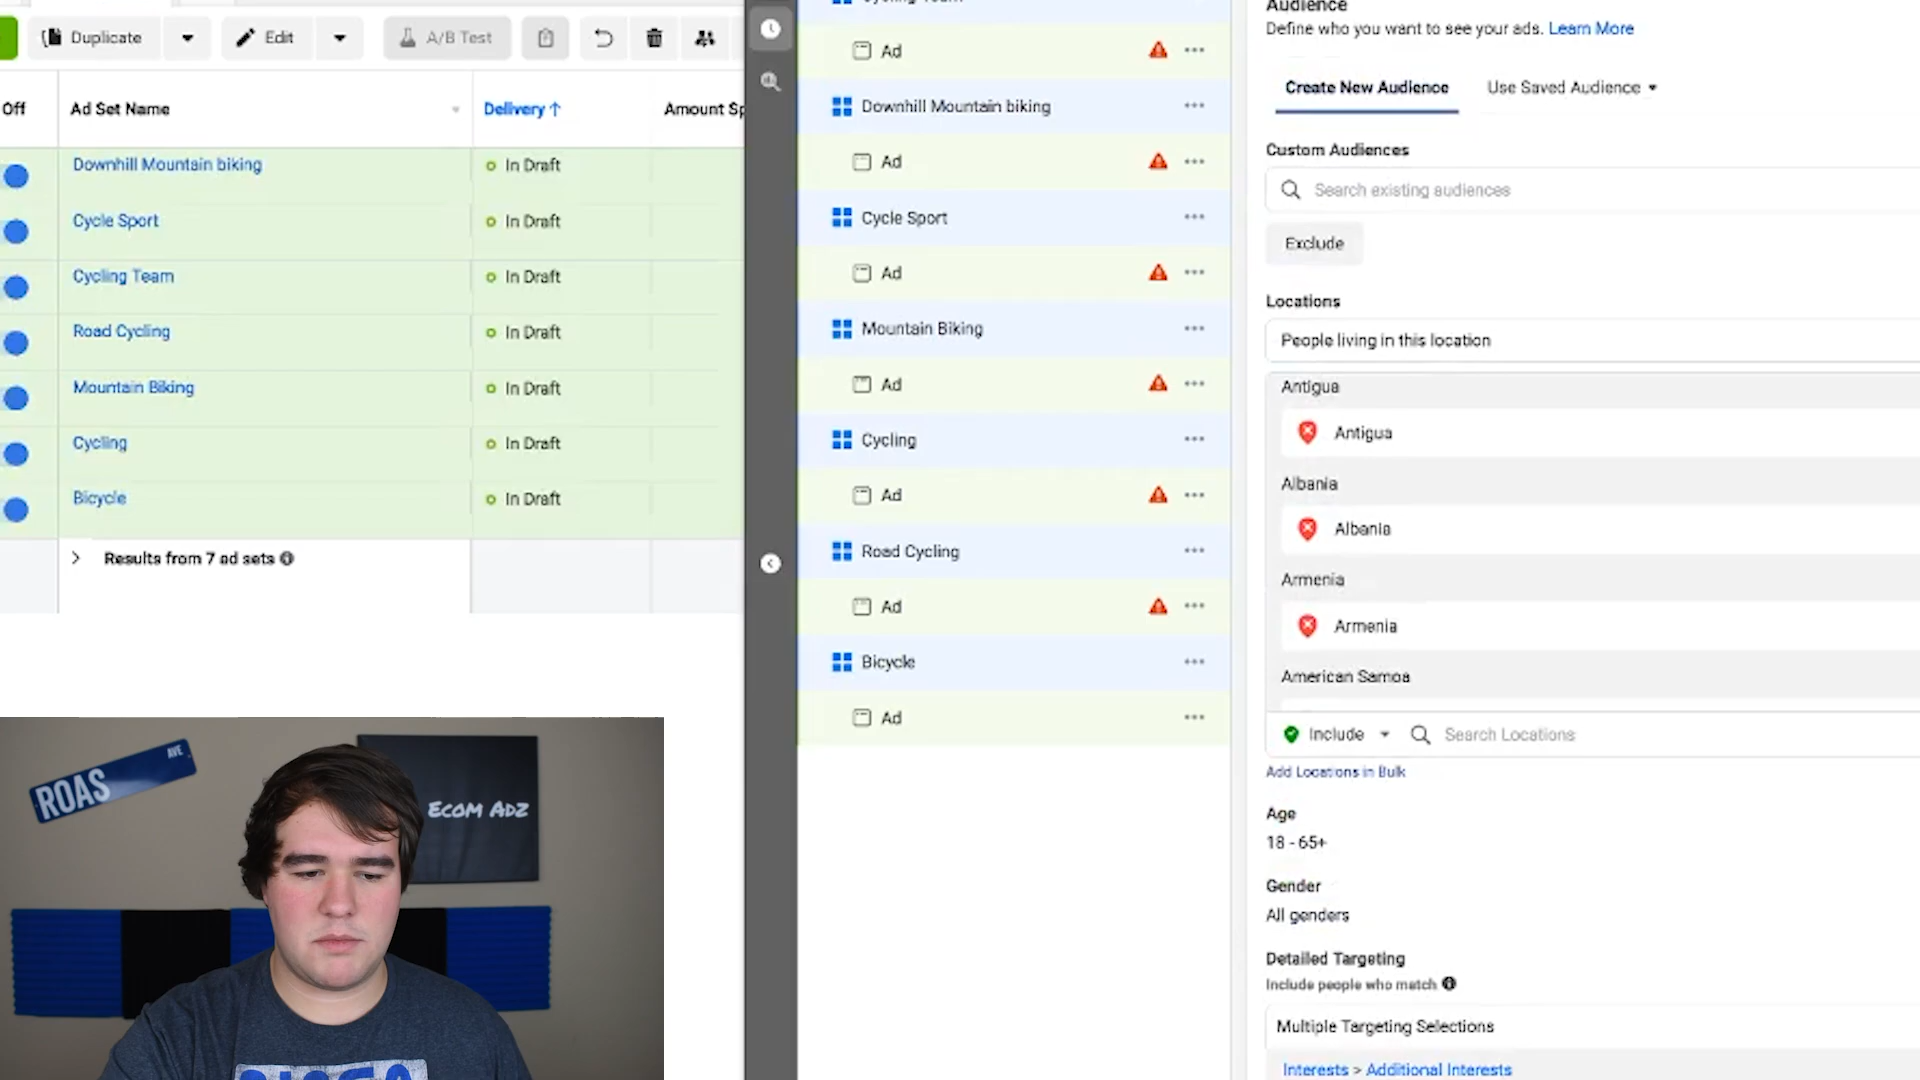 Duplicate
Edit
A/B Test
Off
Ad Set Name
Delivery ↑
Amount Sp
Downhill Mountain biking
In Draft
Cycle Sport
In Draft
Cycling Team
In Draft
Road Cycling
In Draft
Mountain Biking
In Draft
Cycling
In Draft
Bicycle
In Draft
Results from 7 ad sets
Cycling Team
Ad
Downhill Mountain biking
Ad
Cycle Sport
Ad
Mountain Biking
Ad
Cycling
Ad
Road Cycling
Ad
Bicycle
Ad
Audience
Define who you want to see your ads. Learn More
Create New Audience
Use Saved Audience
Custom Audiences
Search existing audiences
Exclude
Locations
People living in this location
Antigua
Antigua
Albania
Albania
Armenia
Armenia
American Samoa
Include
Search Locations
Add Locations in Bulk
Age
18 - 65+
Gender
All genders
Detailed Targeting
Include people who match
Multiple Targeting Selections
Interests > Additional Interests
ROAS AVE
ECOM ADZ